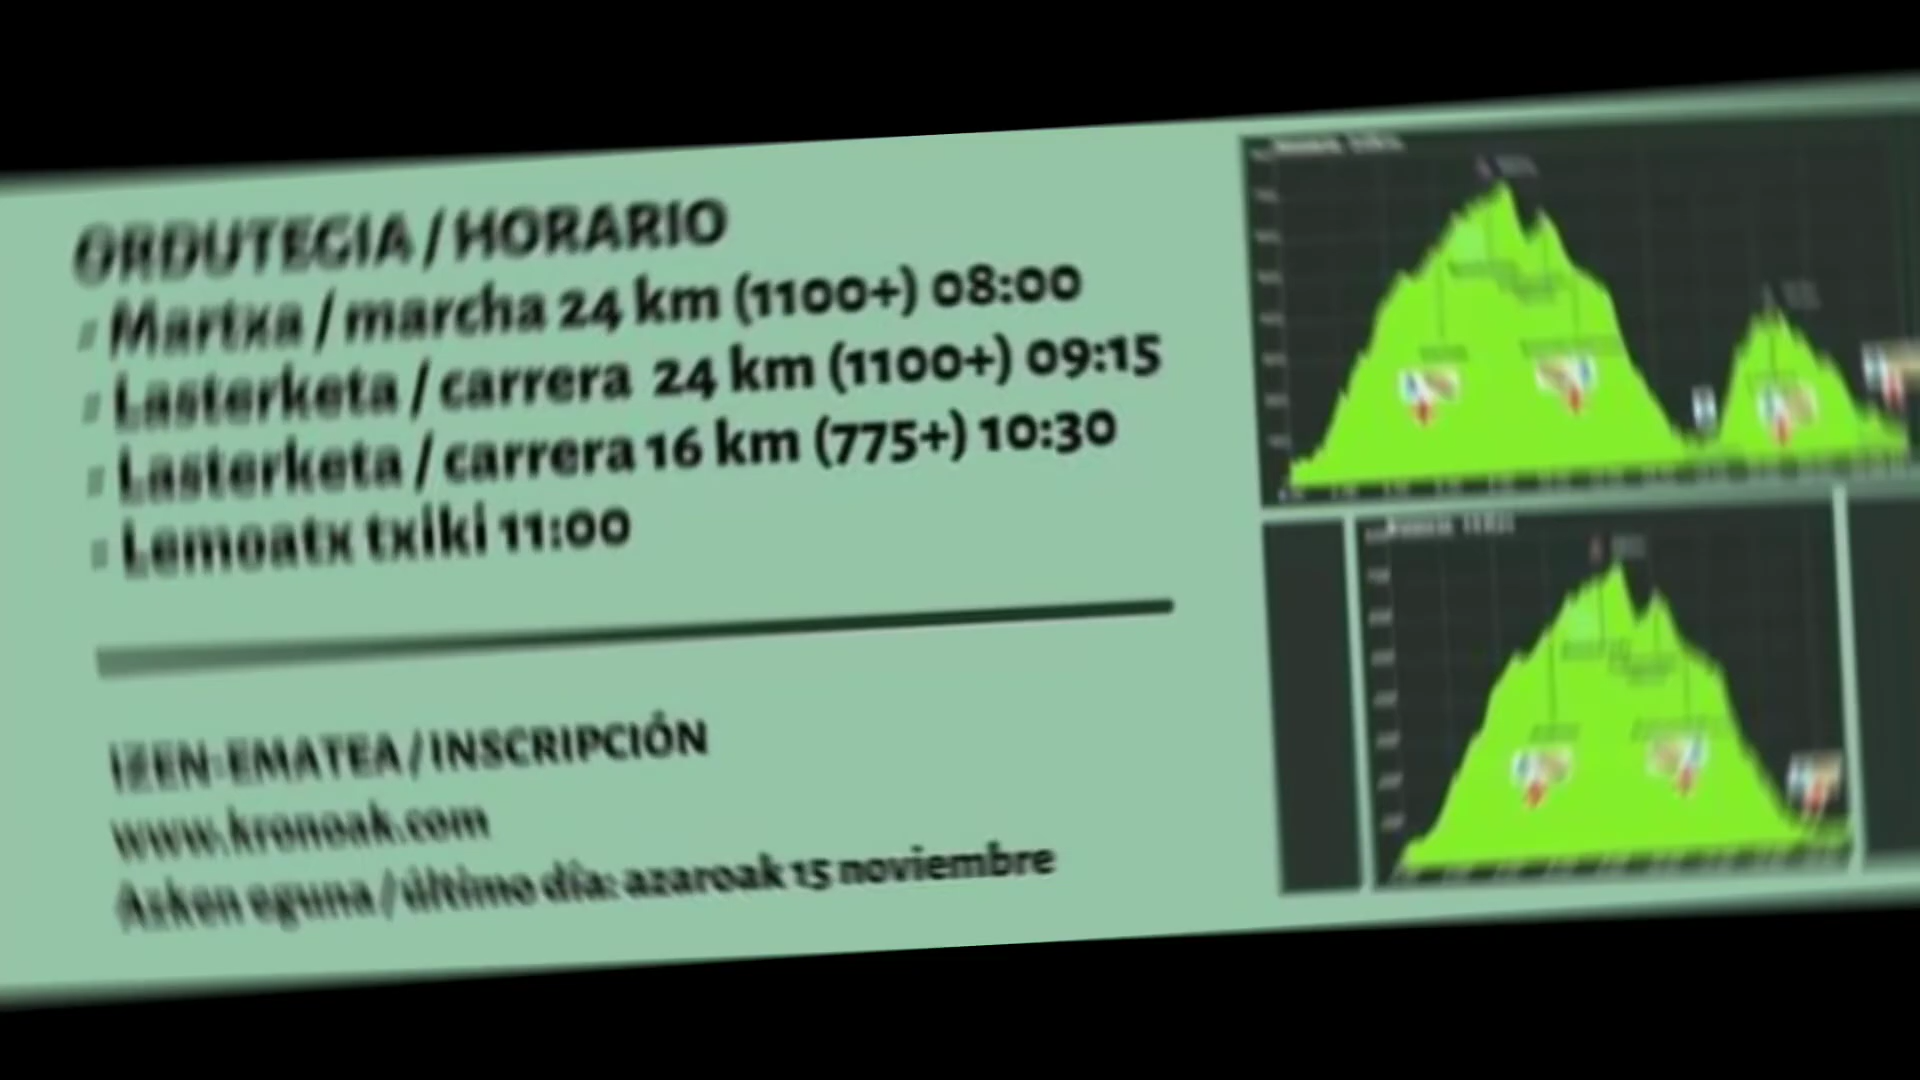 ORDUTEGIA / HORARIO
Martxa / marcha 24 km (1100+) 08:00
Lasterketa / carrera 24 km (1100+) 09:15
Lasterketa / carrera 16 km (775+) 10:30
Lemoatx txiki 11:00
IZEN-EMATEA / INSCRIPCIÓN
www.kronoak.com
Azken eguna / último día: azaroak 15 noviembre